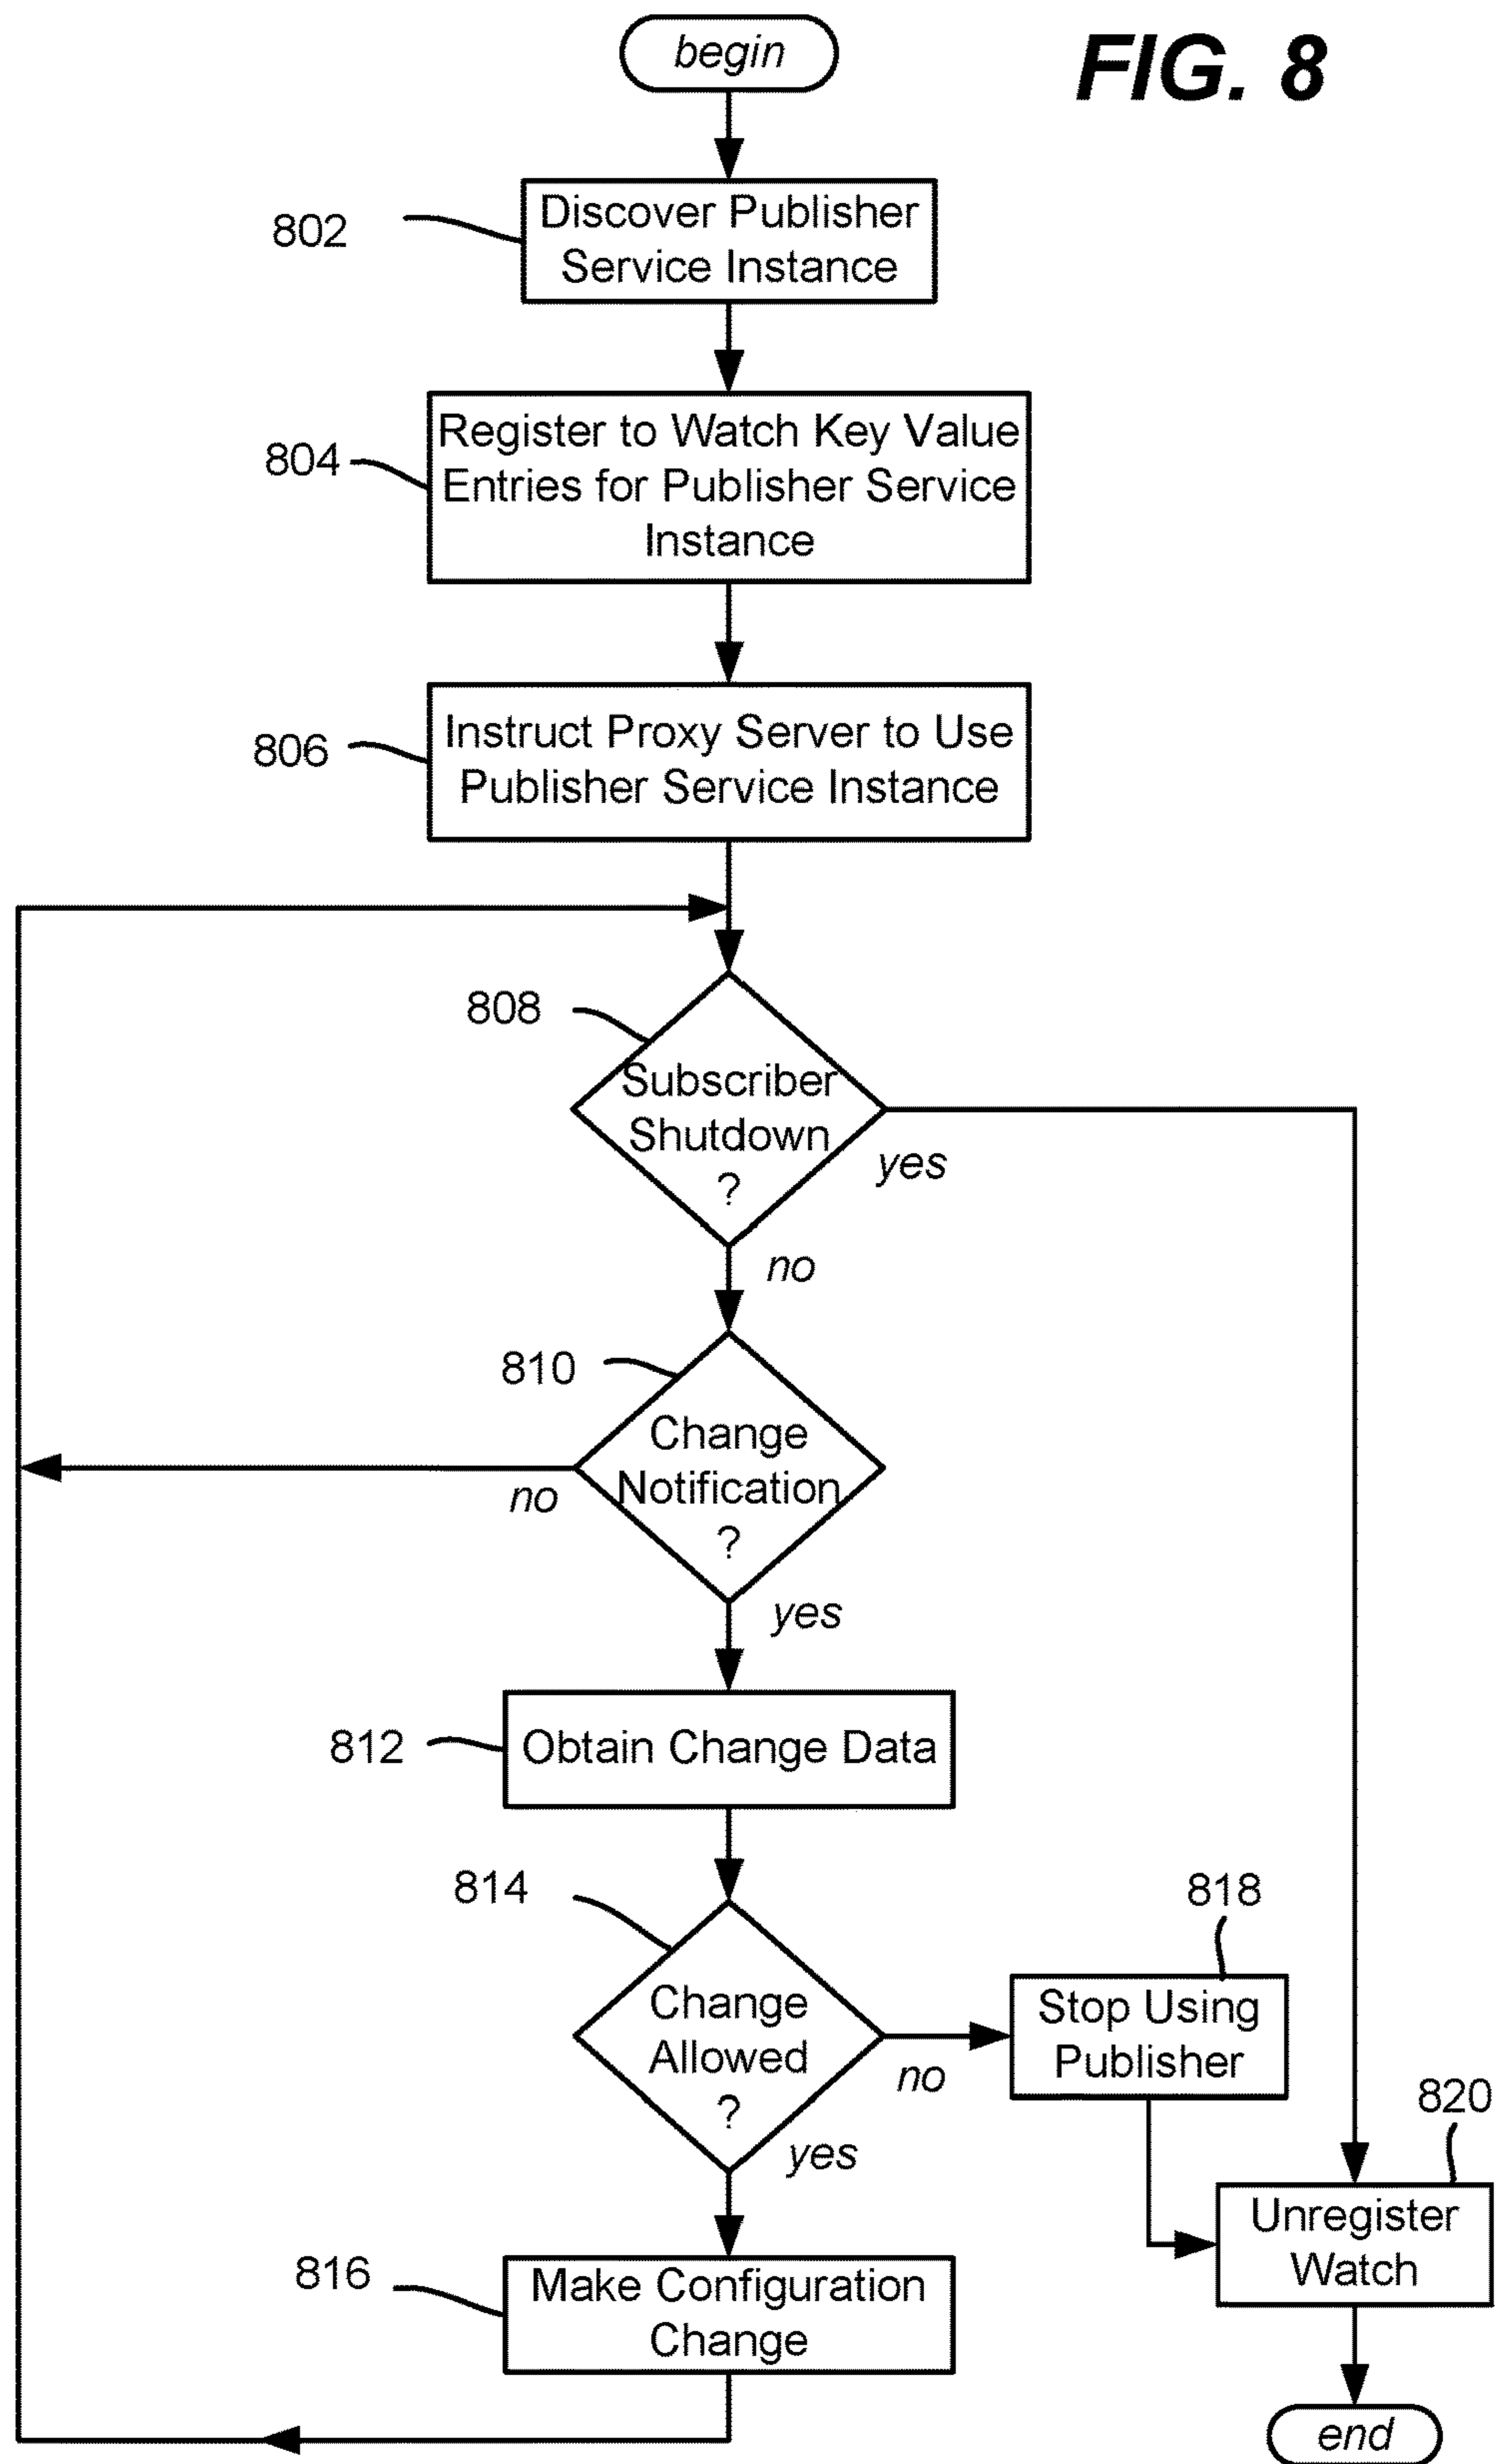 begin
FIG. 8
802
Discover Publisher
Service Instance
804
Register to Watch Key Value
Entries for Publisher Service
Instance
806
Instruct Proxy Server to Use
Publisher Service Instance
808
Subscriber
Shutdown
?
yes
no
810
Change
Notification
?
no
yes
812
Obtain Change Data
814
Change
Allowed
?
no
yes
818
Stop Using
Publisher
820
Unregister
Watch
816
Make Configuration
Change
end